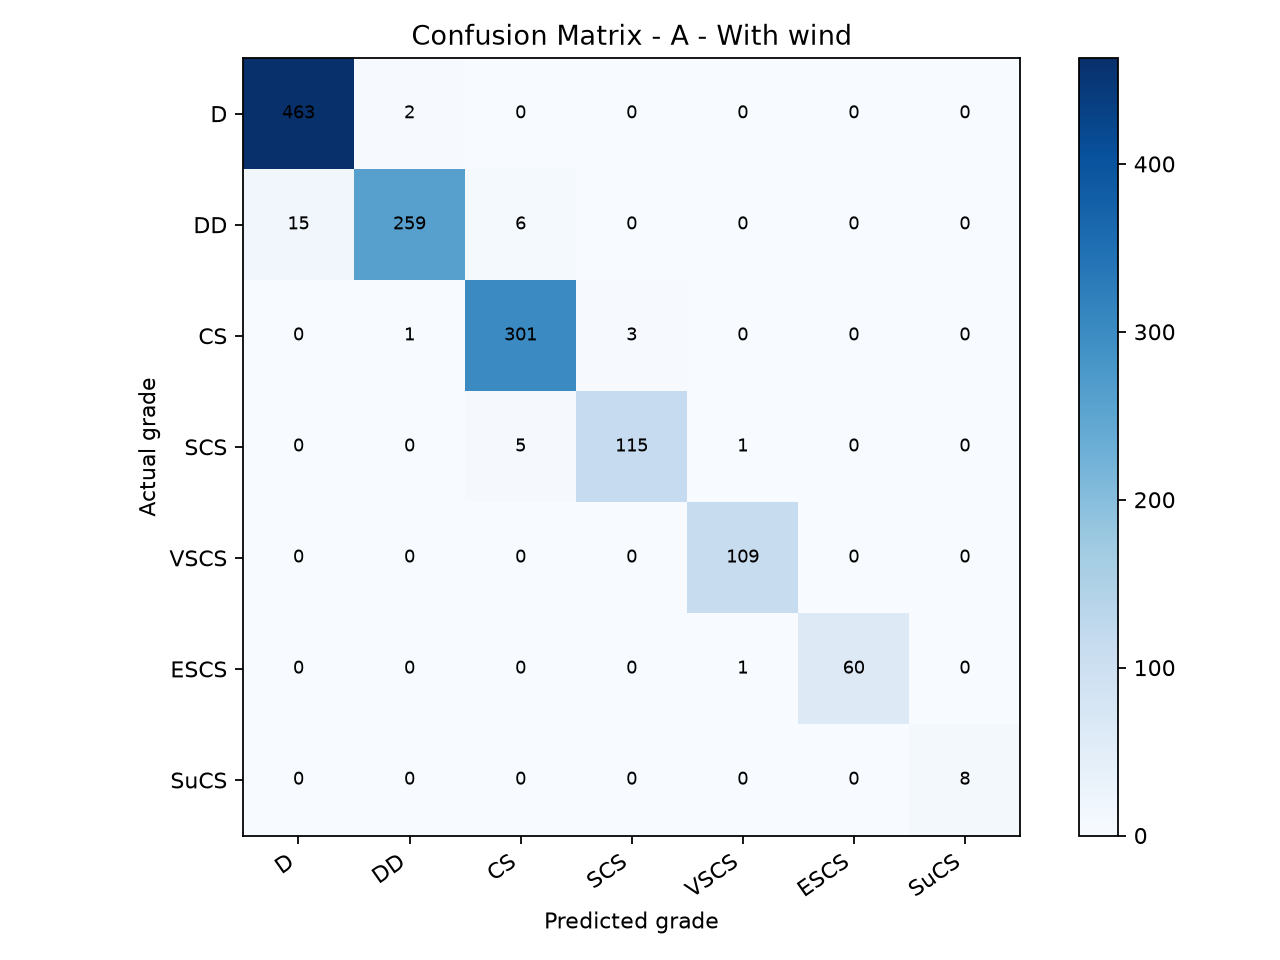 Confusion Matrix - A - With wind
Actual grade
D 463 2 0 0 0 0 0
DD 15 259 6 0 0 0 0
CS 0 1 301 3 0 0 0
SCS 0 0 5 115 1 0 0
VSCS 0 0 0 0 109 0 0
ESCS 0 0 0 0 1 60 0
SuCS 0 0 0 0 0 0 8
D DD CS SCS VSCS ESCS SuCS
Predicted grade
400
300
200
100
0